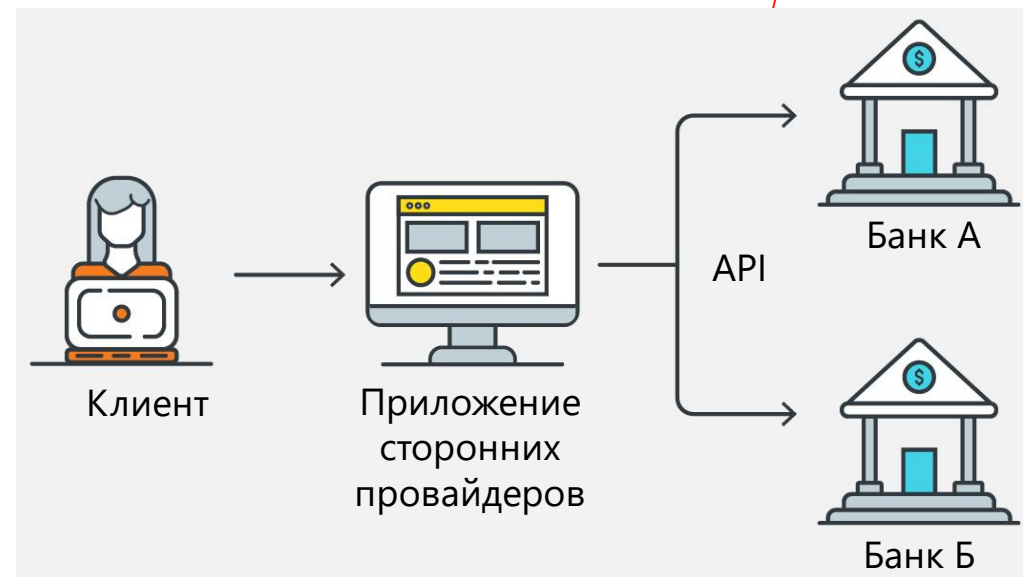 Банк А
API
Клиент
Приложение
сторонних
провайдеров
Банк Б